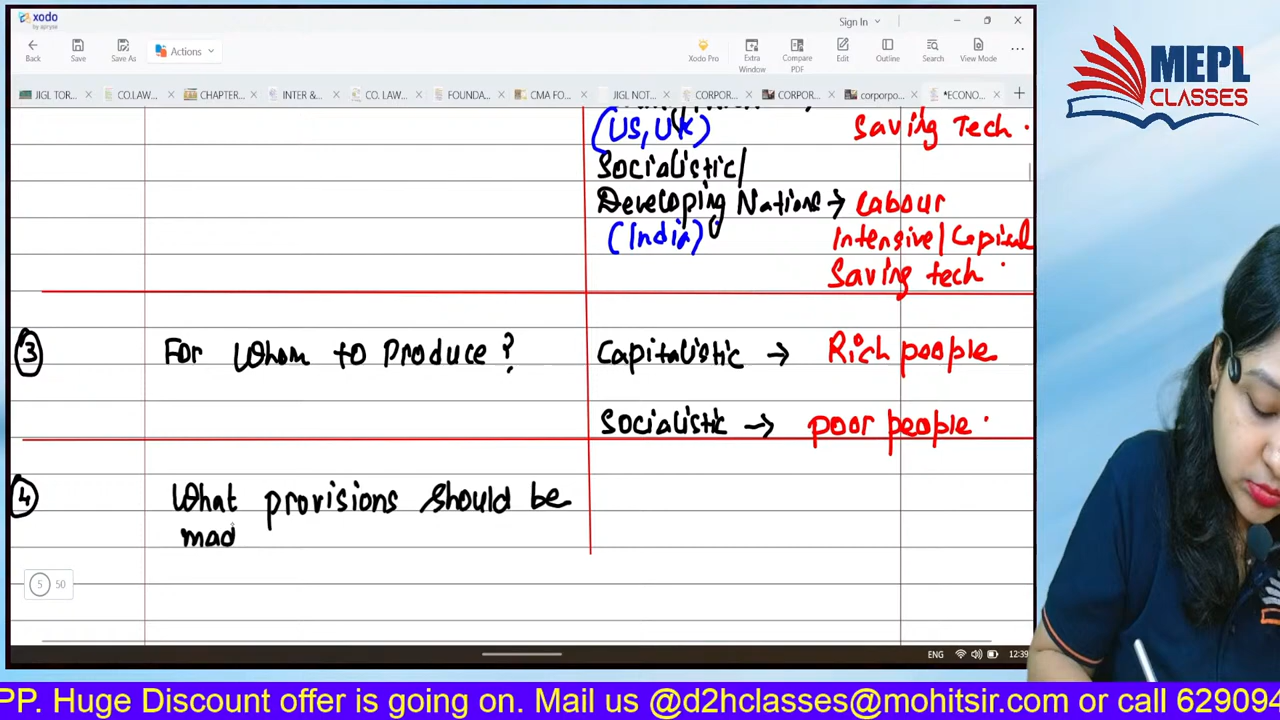 xodo
by apryse
Sign In
Back
Save
Save As
Actions
Xodo Pro
Extra Window
Compare PDF
Edit
Outline
Search
View Mode
JIGL TOR...
CO.LAW...
CHAPTER...
INTER &...
CO.LAW...
FOUNDA...
CMA FO...
JIGL NOT...
CORPOR...
CORPOR...
corporpo...
*ECONO...
MEPL
CLASSES
(US, UK)
Saving Tech.
Socialistic/
Developing Nations → Labour
(India)
Intensive/Capital
Saving tech.
3
For Whom to Produce?
Capitalistic → Rich people
Socialistic → poor people.
4
What provisions should be
mad
5 50
ENG
12:39
PP. Huge Discount offer is going on. Mail us @d2hclasses@mohitsir.com or call 629094